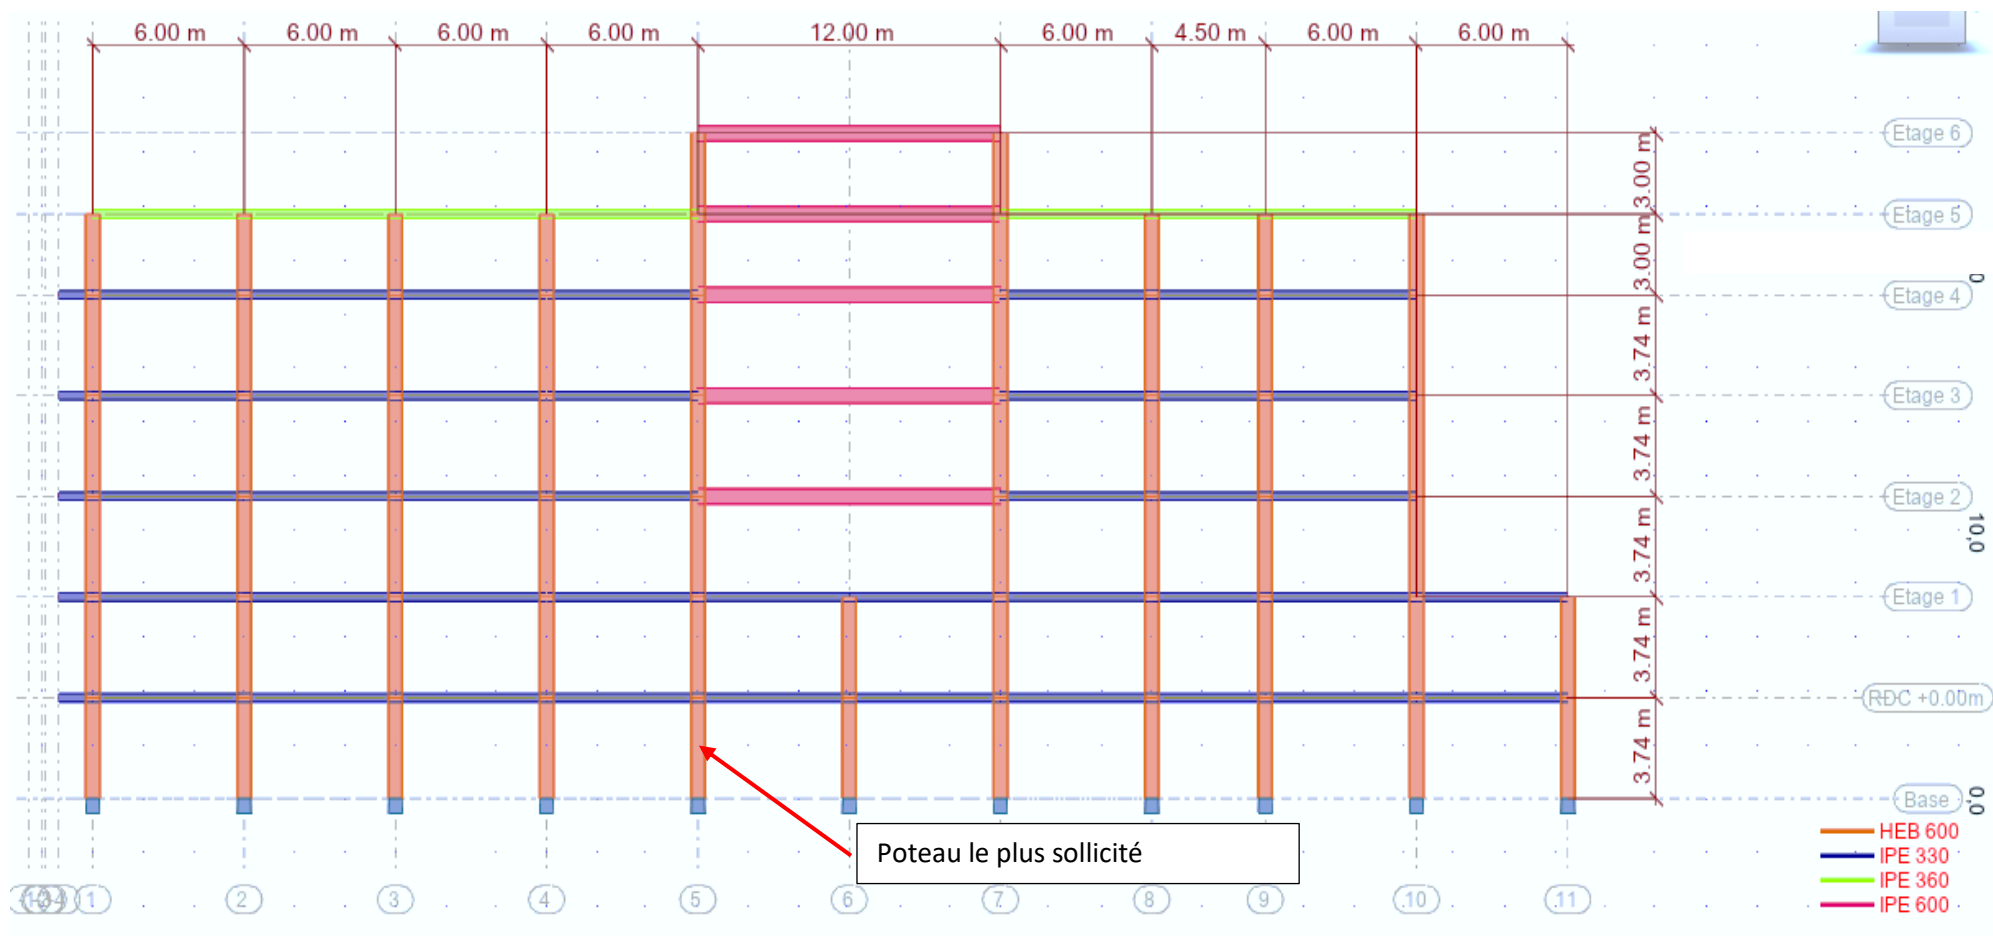 6.00 m 6.00 m 6.00 m 6.00 m 12.00 m 6.00 m 4.50 m 6.00 m 6.00 m
Etage 6
3.00 m
Etage 5
3.00 m
0
Etage 4
3.74 m
Etage 3
3.74 m
Etage 2
10,0
3.74 m
Etage 1
3.74 m
RDC +0.00m
3.74 m
Base
0,0
Poteau le plus sollicité
HEB 600
IPE 330
IPE 360
IPE 600
1 2 3 4 5 6 7 8 9 10 11